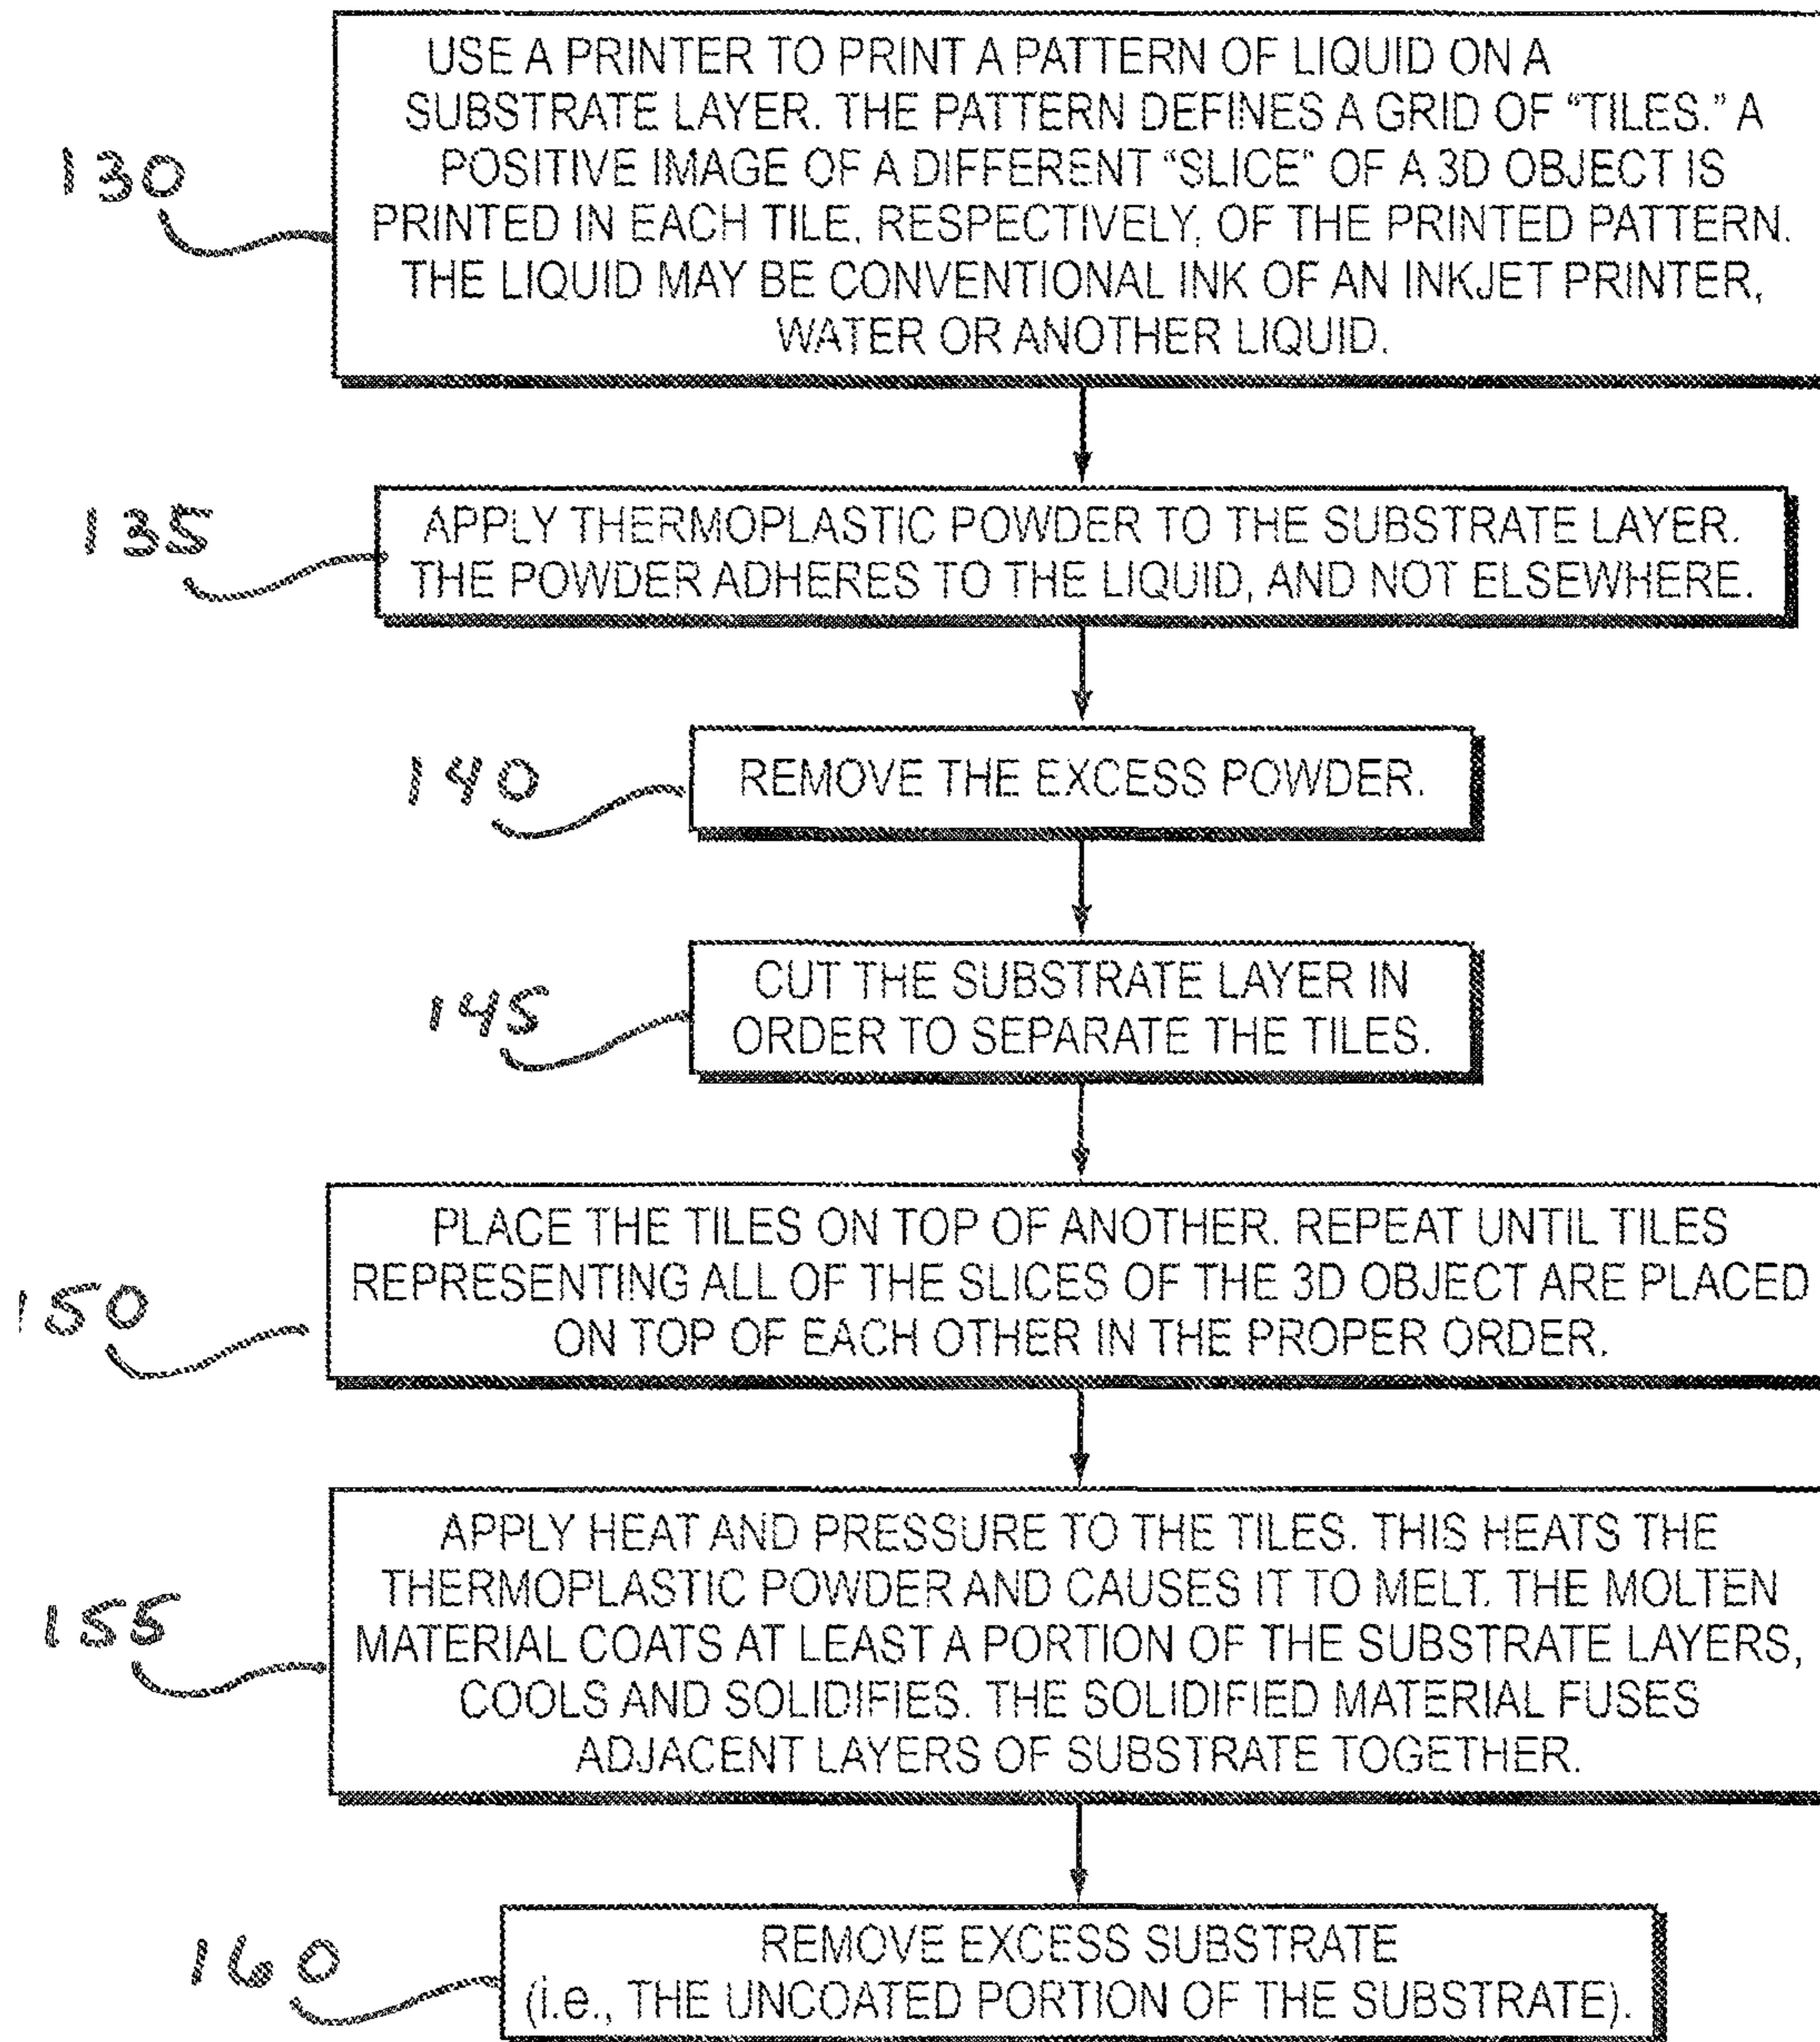 130
USE A PRINTER TO PRINT A PATTERN OF LIQUID ON A
SUBSTRATE LAYER. THE PATTERN DEFINES A GRID OF “TILES.” A
POSITIVE IMAGE OF A DIFFERENT “SLICE” OF A 3D OBJECT IS
PRINTED IN EACH TILE, RESPECTIVELY, OF THE PRINTED PATTERN.
THE LIQUID MAY BE CONVENTIONAL INK OF AN INKJET PRINTER,
WATER OR ANOTHER LIQUID.
135
APPLY THERMOPLASTIC POWDER TO THE SUBSTRATE LAYER.
THE POWDER ADHERES TO THE LIQUID, AND NOT ELSEWHERE.
140
REMOVE THE EXCESS POWDER.
145
CUT THE SUBSTRATE LAYER IN
ORDER TO SEPARATE THE TILES.
150
PLACE THE TILES ON TOP OF ANOTHER. REPEAT UNTIL TILES
REPRESENTING ALL OF THE SLICES OF THE 3D OBJECT ARE PLACED
ON TOP OF EACH OTHER IN THE PROPER ORDER.
155
APPLY HEAT AND PRESSURE TO THE TILES. THIS HEATS THE
THERMOPLASTIC POWDER AND CAUSES IT TO MELT. THE MOLTEN
MATERIAL COATS AT LEAST A PORTION OF THE SUBSTRATE LAYERS,
COOLS AND SOLIDIFIES. THE SOLIDIFIED MATERIAL FUSES
ADJACENT LAYERS OF SUBSTRATE TOGETHER.
160
REMOVE EXCESS SUBSTRATE
(i.e., THE UNCOATED PORTION OF THE SUBSTRATE).